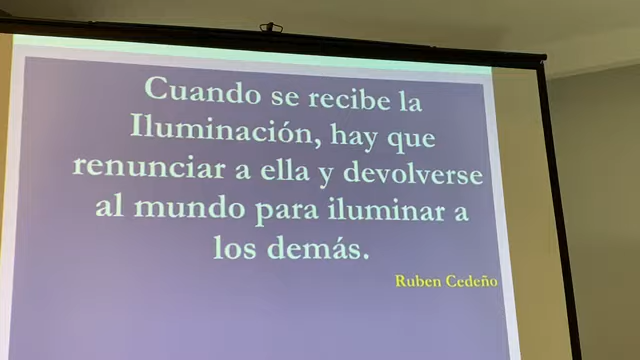 Cuando se recibe la
Iluminación, hay que
renunciar a ella y devolverse
al mundo para iluminar a
los demás.
Ruben Cedeño